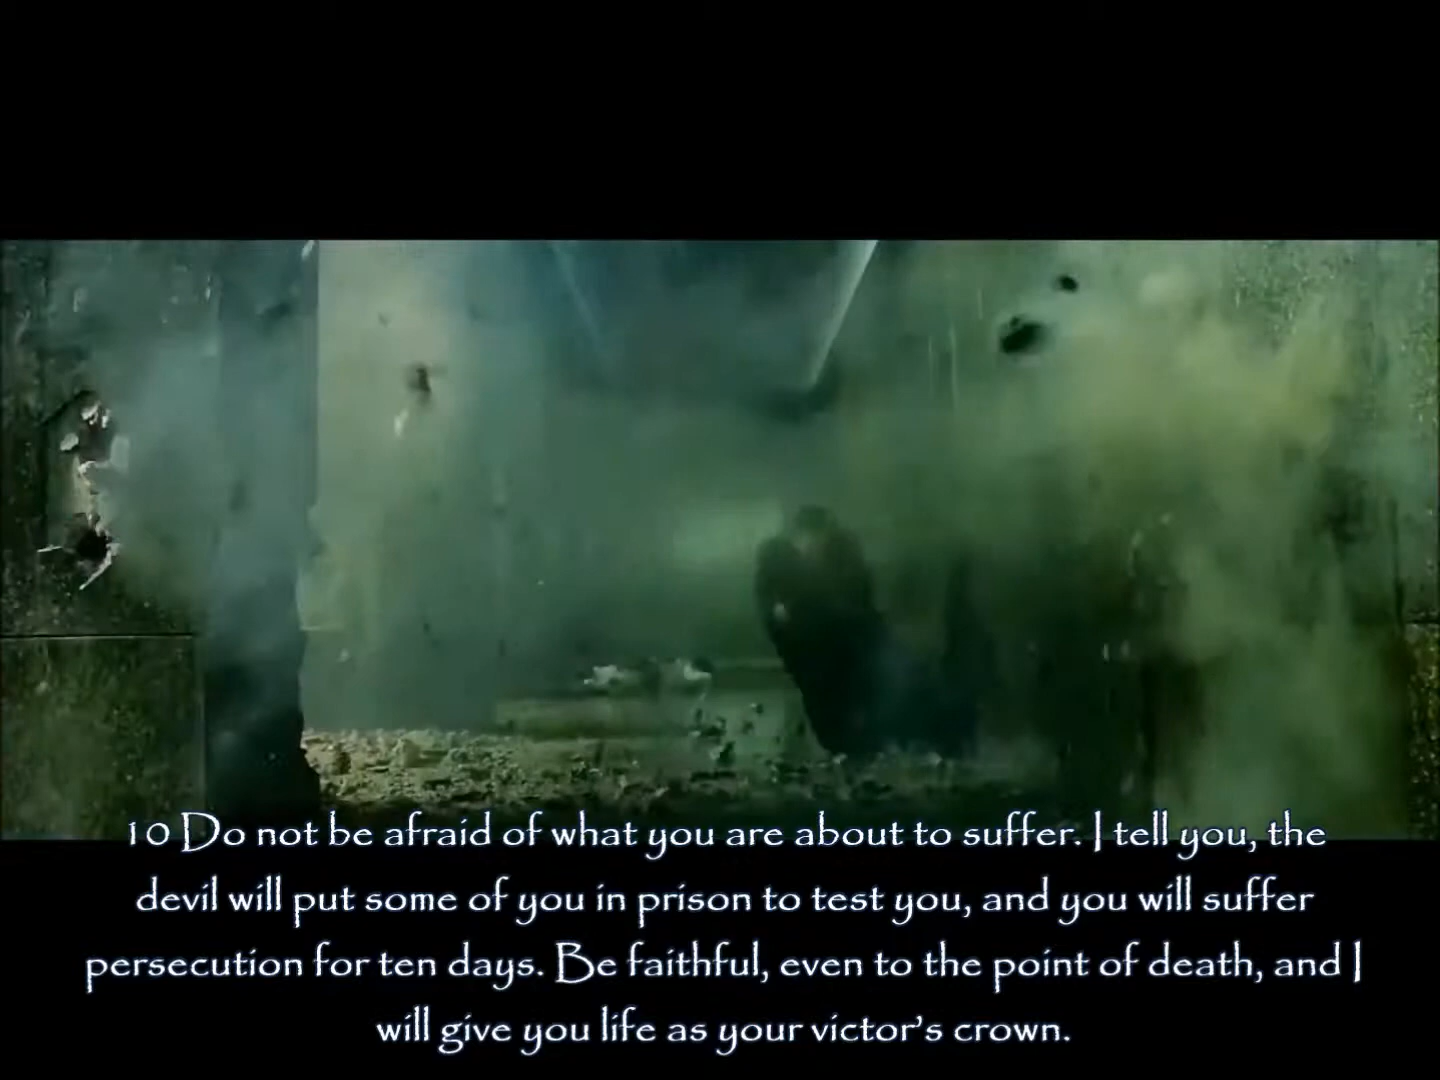 10 Do not be afraid of what you are about to suffer. I tell you, the
devil will put some of you in prison to test you, and you will suffer
persecution for ten days. Be faithful, even to the point of death, and I
will give you life as your victor's crown.